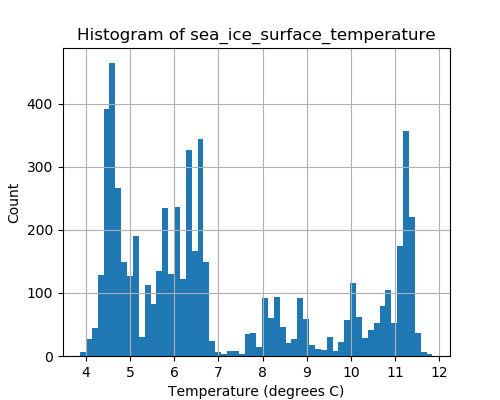 Histogram of sea_ice_surface_temperature
400
300
200
100
0
Count
4 5 6 7 8 9 10 11 12
Temperature (degrees C)